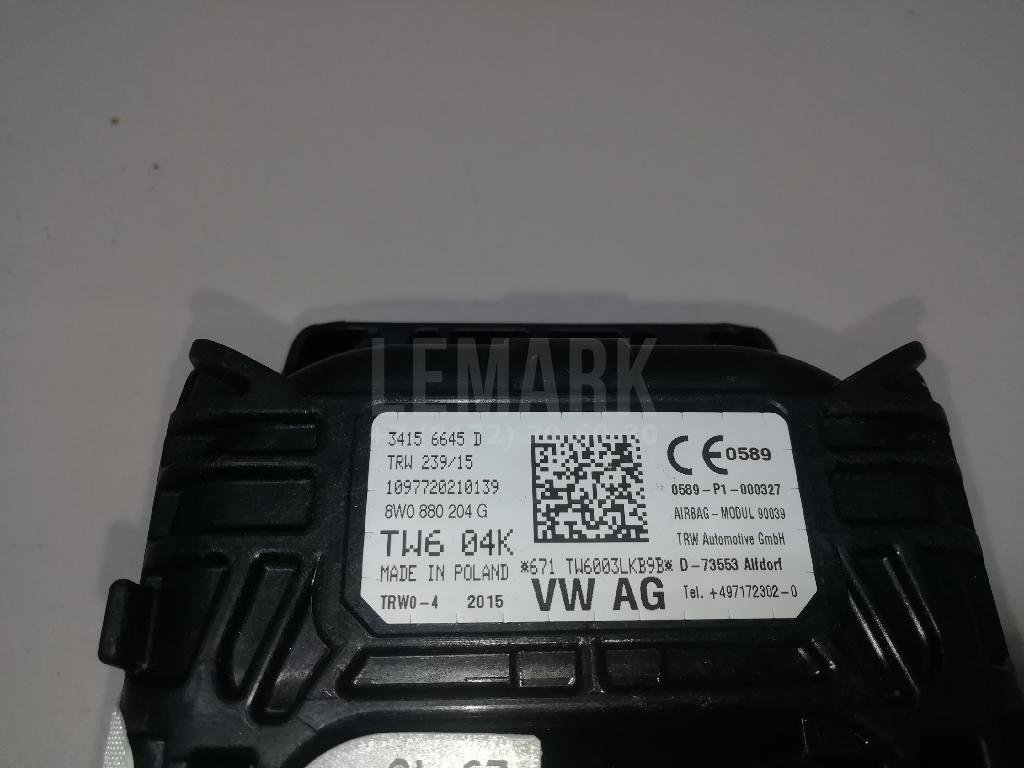 LEMARK
3415 6645 D
TRW 239/15
1097720210139
8W0 880 204 G
TW6 04K
MADE IN POLAND
TRW0-4 2015
*671 TW6003LKB9B*
VW AG
CE 0589
0589-P1-000327
AIRBAG-MODUL 90039
TRW Automotive GmbH
D-73553 Alfdorf
Tel. +497172302-0